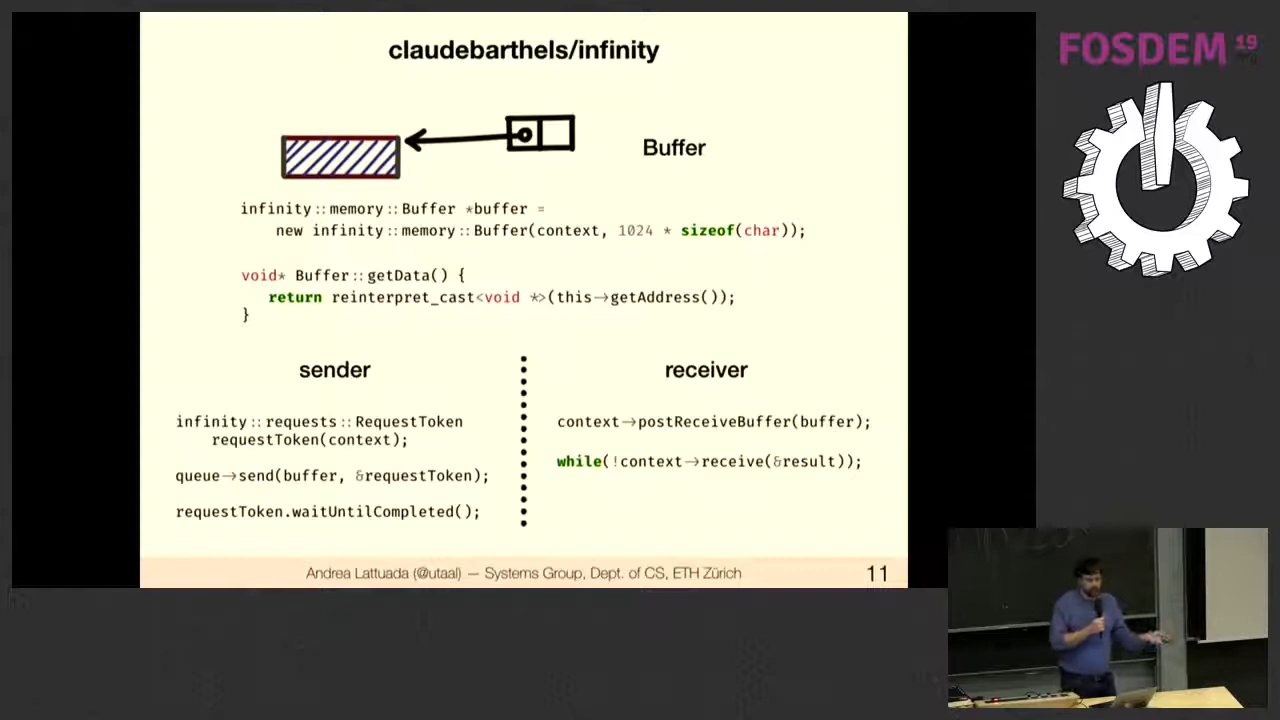 claudebarthels/infinity
FOSDEM 19
Buffer
infinity::memory::Buffer *buffer =
new infinity::memory::Buffer(context, 1024 * sizeof(char));
void* Buffer::getData() {
return reinterpret_cast<void *>(this→getAddress());
}
sender
receiver
infinity::requests::RequestToken
requestToken(context);
queue→send(buffer, &requestToken);
requestToken.waitUntilCompleted();
context→postReceiveBuffer(buffer);
while(!context→receive(&result));
Andrea Lattuada (@utaal) — Systems Group, Dept. of CS, ETH Zürich
11